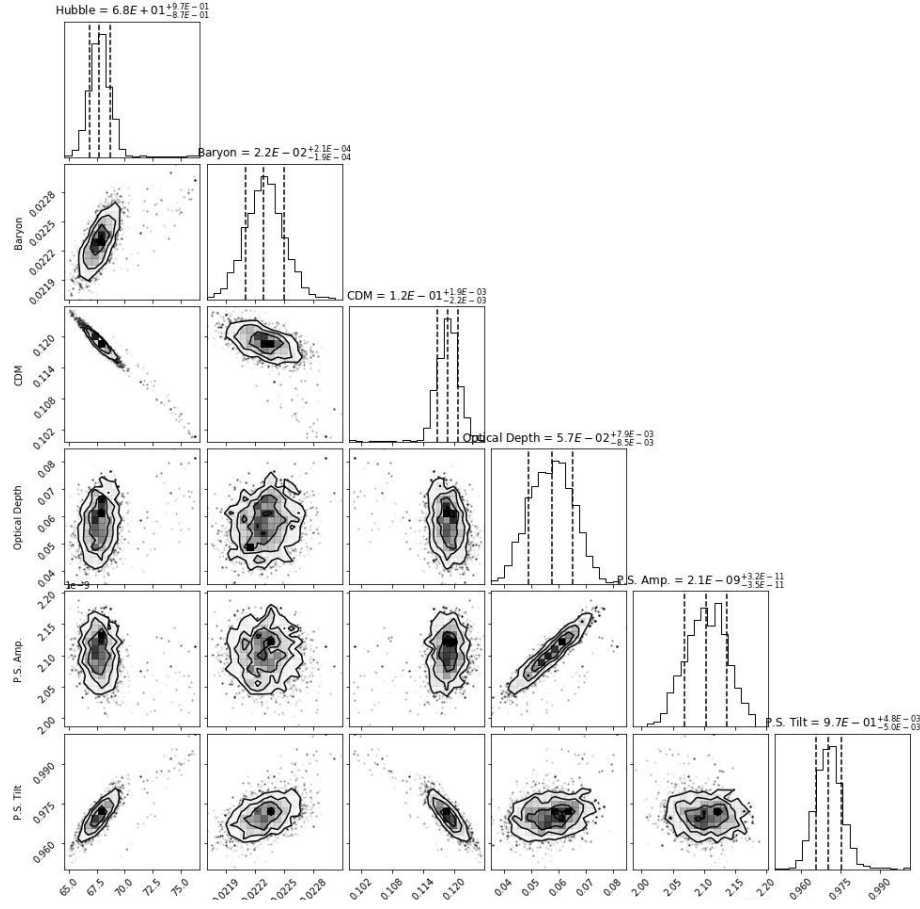 Hubble = 6.8E + 01 +9.7E − 01 −8.7E − 01
Baryon = 2.2E − 02 +2.1E − 04 −1.9E − 04
Baryon
0.0228
0.0225
0.0222
0.0219
CDM = 1.2E − 01 +1.9E − 03 −2.2E − 03
CDM
0.120
0.114
0.108
0.102
Optical Depth = 5.7E − 02 +7.9E − 03 −8.5E − 03
Optical Depth
0.08
0.07
0.06
0.05
0.04
1e−9
P.S. Amp. = 2.1E − 09 +3.2E − 11 −3.5E − 11
P.S. Amp.
2.20
2.15
2.10
2.05
2.00
P.S. Tilt = 9.7E − 01 +4.8E − 03 −5.0E − 03
P.S. Tilt
0.990
0.975
0.960
65.0 67.5 70.0 72.5 75.0
0.0219 0.0222 0.0225 0.0228
0.102 0.108 0.114 0.120
0.04 0.05 0.06 0.07 0.08
2.00 2.05 2.10 2.15 2.20
0.960 0.975 0.990